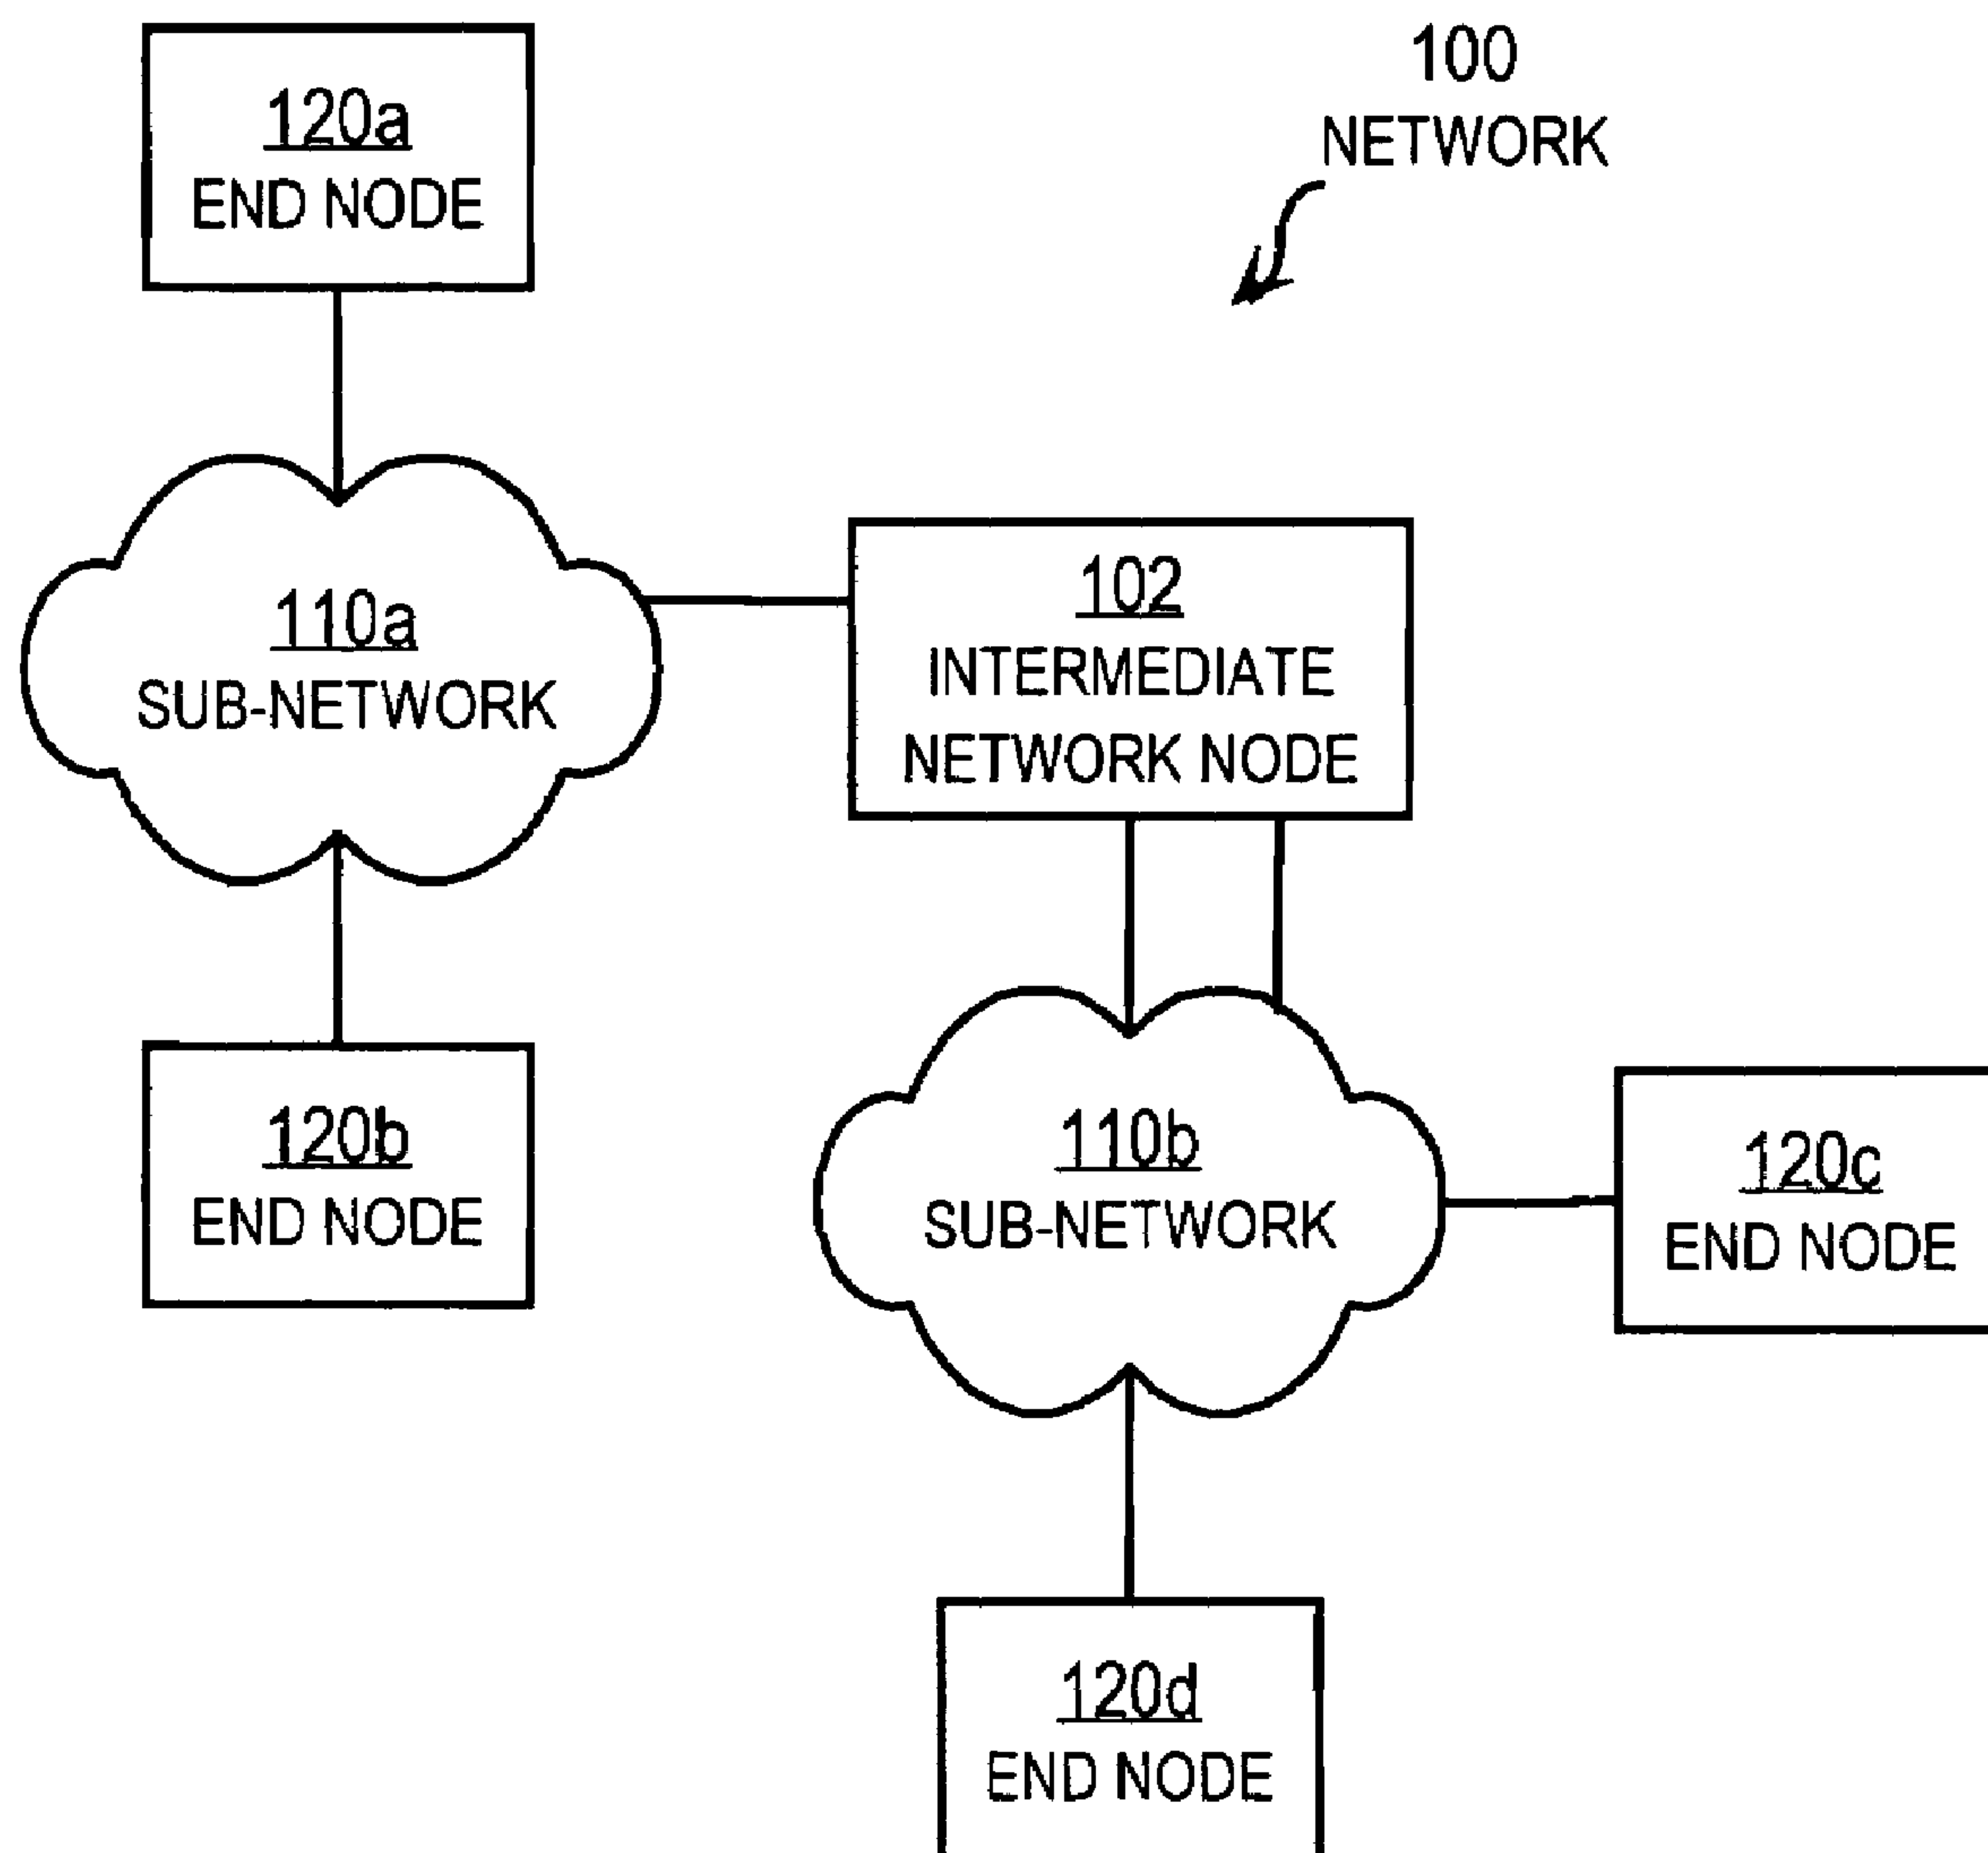 120a
END NODE
100
NETWORK
110a
SUB-NETWORK
102
INTERMEDIATE
NETWORK NODE
120b
END NODE
110b
SUB-NETWORK
120c
END NODE
120d
END NODE